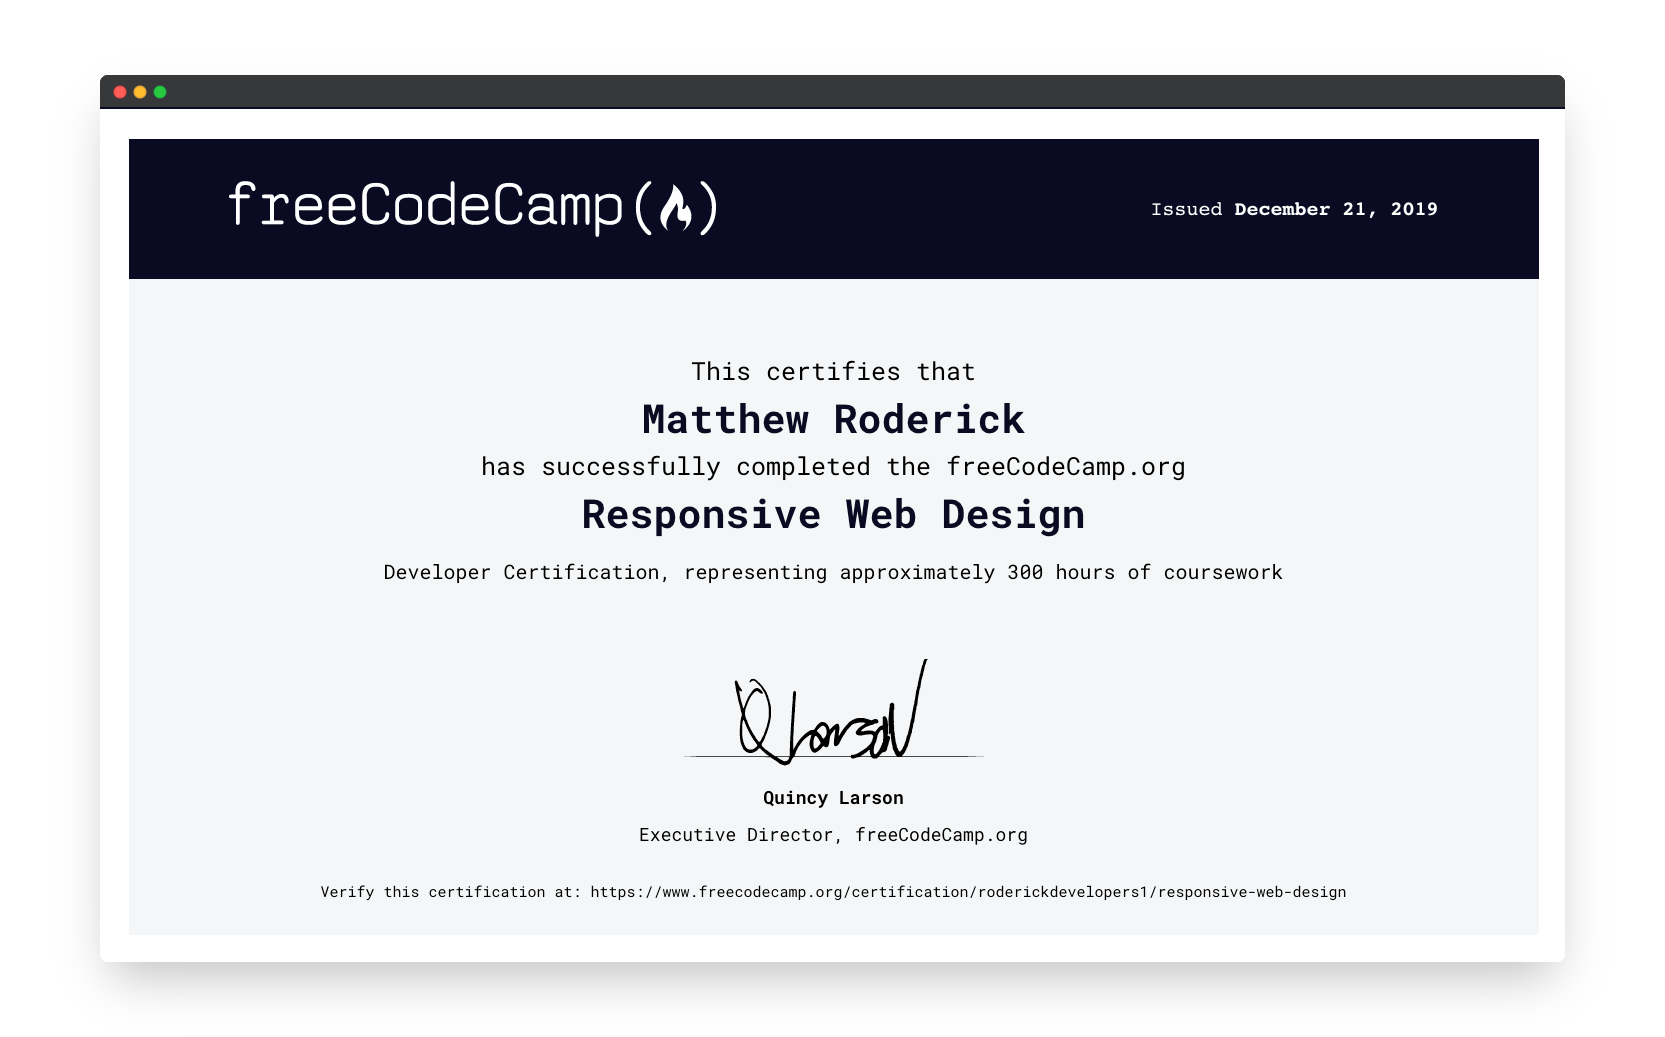 freeCodeCamp
Issued December 21, 2019
This certifies that
Matthew Roderick
has successfully completed the freeCodeCamp.org
Responsive Web Design
Developer Certification, representing approximately 300 hours of coursework
Q Larson
Quincy Larson
Executive Director, freeCodeCamp.org
Verify this certification at: https://www.freecodecamp.org/certification/roderickdevelopers1/responsive-web-design